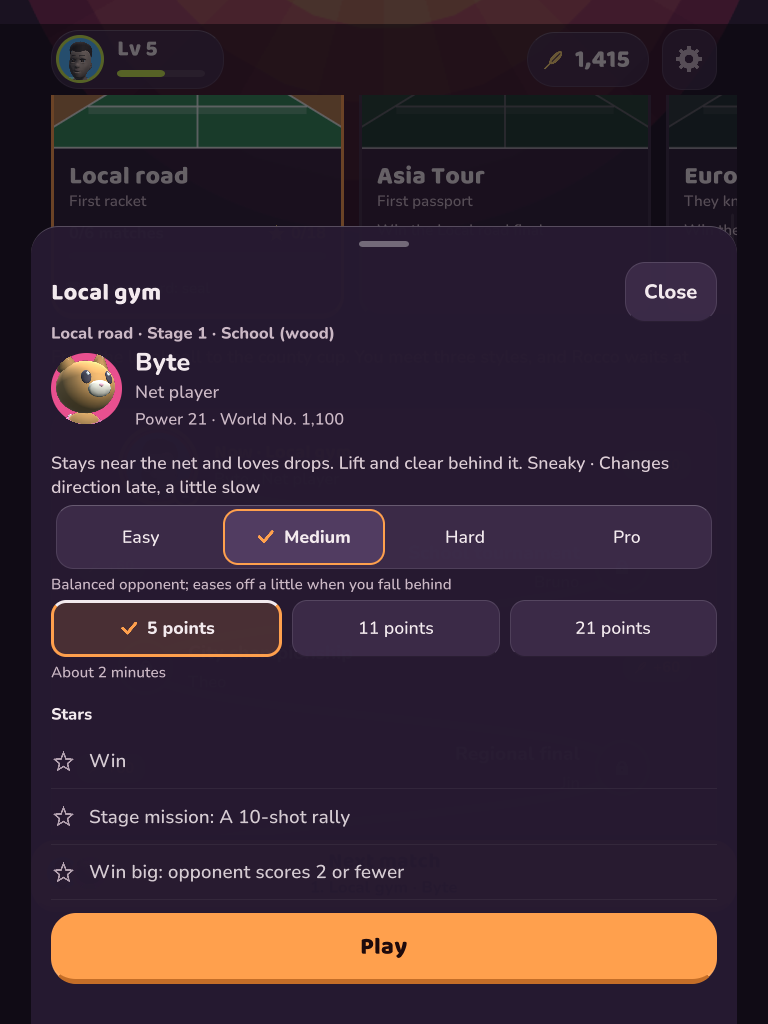 Lv 5
1,415
Local road
First racket
Asia Tour
First passport
Euro
They kn
Local gym
Close
Local road · Stage 1 · School (wood)
Byte
Net player
Power 21 · World No. 1,100
Stays near the net and loves drops. Lift and clear behind it. Sneaky · Changes
direction late, a little slow
Easy
Medium
Hard
Pro
Balanced opponent; eases off a little when you fall behind
5 points
11 points
21 points
About 2 minutes
Stars
Win
Stage mission: A 10-shot rally
Win big: opponent scores 2 or fewer
Play